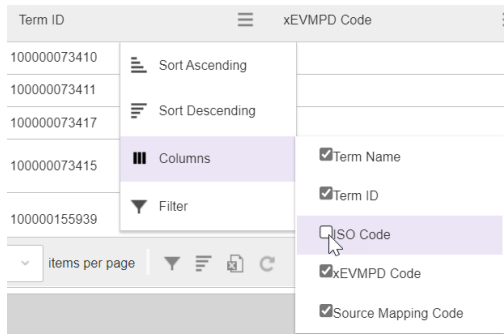 Term ID
xEVMPD Code
100000073410
100000073411
100000073417
100000073415
100000155939
Sort Ascending
Sort Descending
Columns
Filter
Term Name
Term ID
ISO Code
xEVMPD Code
Source Mapping Code
items per page